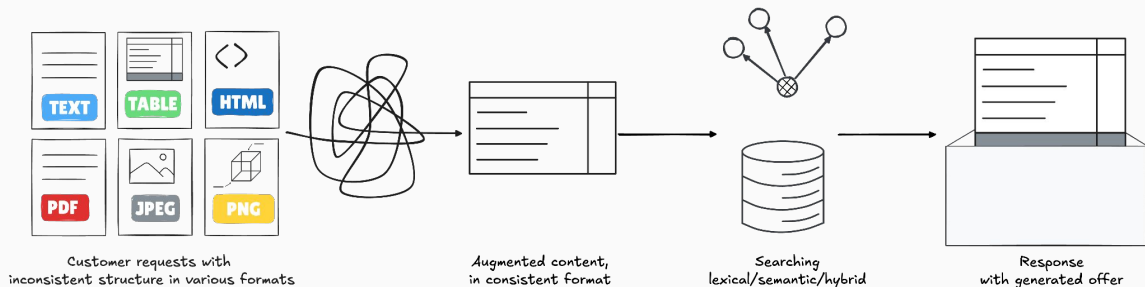 TEXT
TABLE
HTML
PDF
JPEG
PNG
Customer requests with
inconsistent structure in various formats
Augmented content,
in consistent format
Searching
lexical/semantic/hybrid
Response
with generated offer